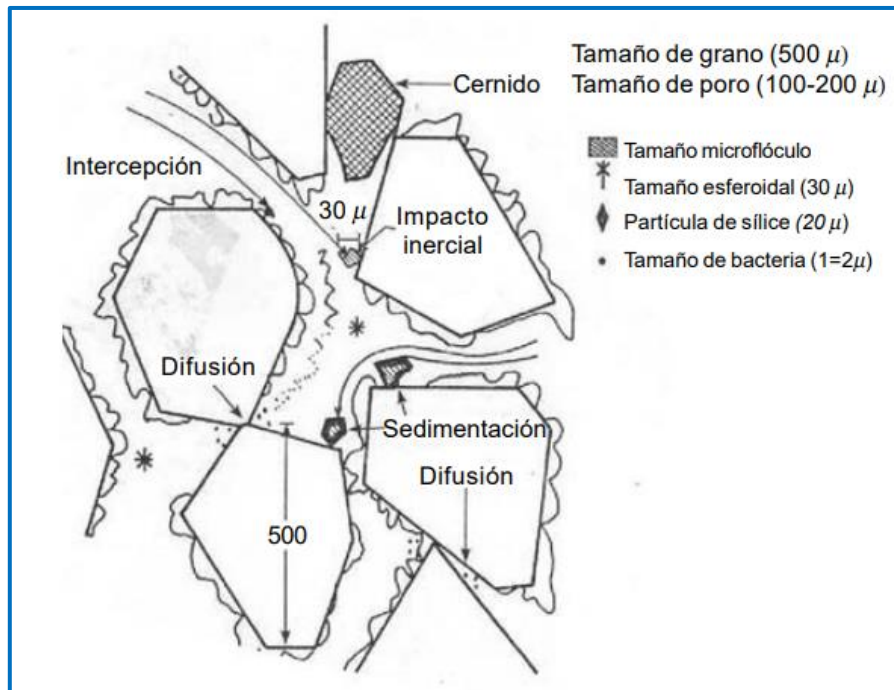 Tamaño de grano (500 μ)
Tamaño de poro (100-200 μ)
Cernido
Tamaño microflóculo
Tamaño esferoidal (30 μ)
Partícula de sílice (20 μ)
Tamaño de bacteria (1=2μ)
Intercepción
30 μ
Impacto
inercial
Difusión
Sedimentación
Difusión
500